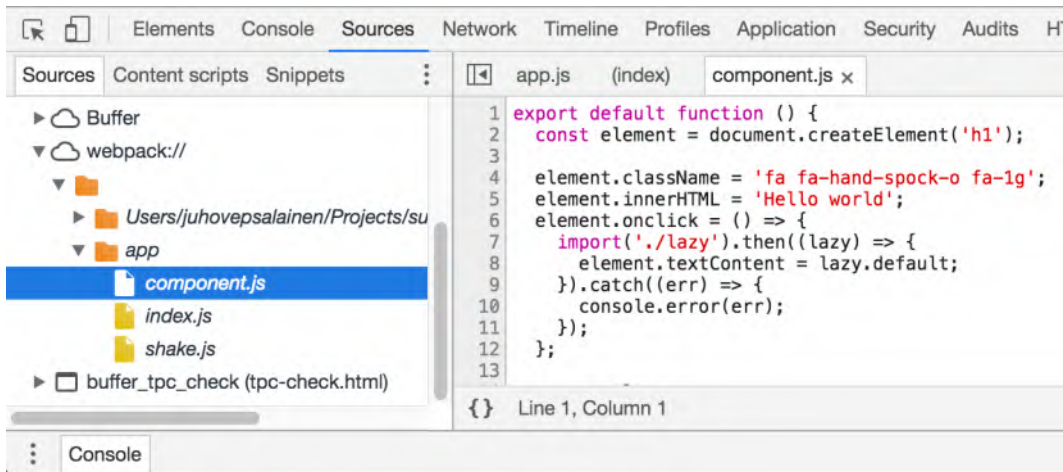 Elements Console Sources Network Timeline Profiles Application Security Audits
Sources Content scripts Snippets
app.js (index) component.js ×
Buffer
webpack://
Users/juhovepsalainen/Projects/su
app
component.js
index.js
shake.js
buffer_tpc_check (tpc-check.html)
1 export default function () {
2 const element = document.createElement('h1');
3
4 element.className = 'fa fa-hand-spock-o fa-1g';
5 element.innerHTML = 'Hello world';
6 element.onclick = () => {
7 import('./lazy').then((lazy) => {
8 element.textContent = lazy.default;
9 }).catch((err) => {
10 console.error(err);
11 });
12 };
13
{} Line 1, Column 1
Console